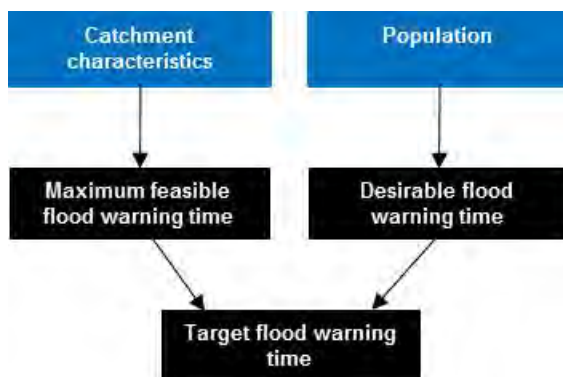 Catchment
characteristics
Population
Maximum feasible
flood warning time
Desirable flood
warning time
Target flood warning
time